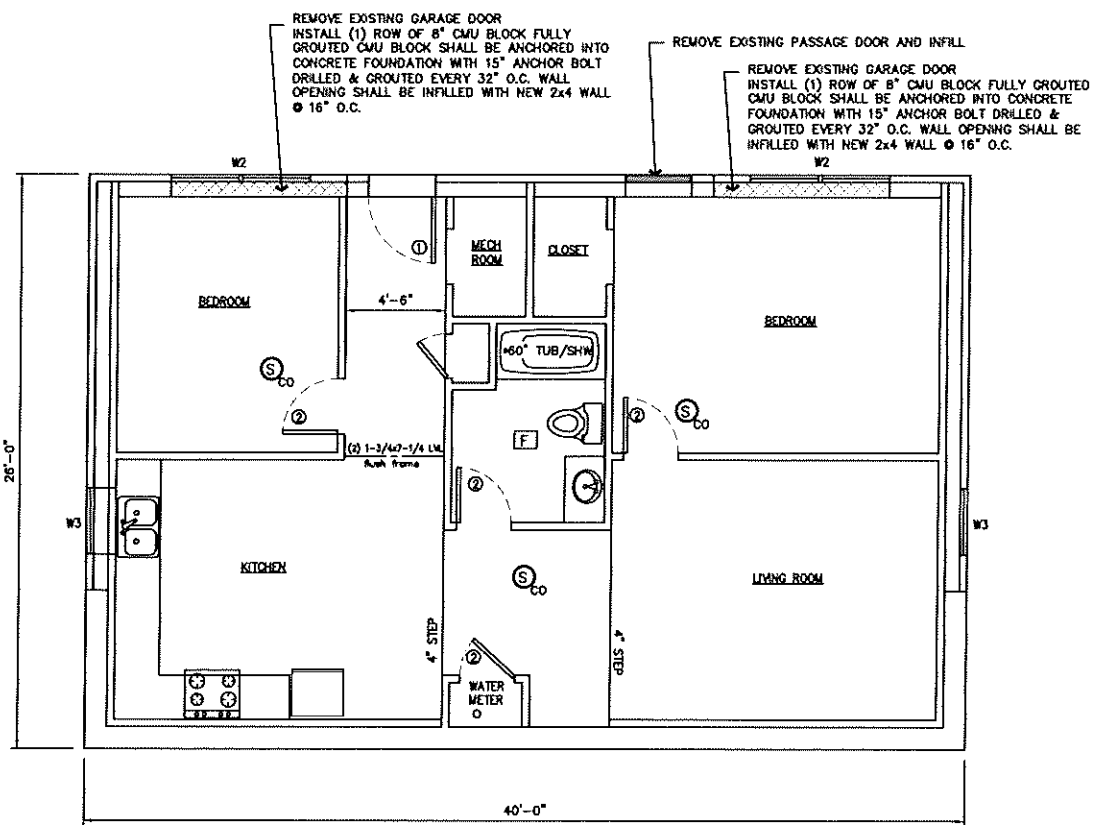 REMOVE EXISTING GARAGE DOOR
INSTALL (1) ROW OF 8" CMU BLOCK FULLY
GROUTED CMU BLOCK SHALL BE ANCHORED INTO
CONCRETE FOUNDATION WITH 15" ANCHOR BOLT
DRILLED & GROUTED EVERY 32" O.C. WALL
OPENING SHALL BE INFILLED WITH NEW 2x4 WALL
@ 16" O.C.
REMOVE EXISTING PASSAGE DOOR AND INFILL
REMOVE EXISTING GARAGE DOOR
INSTALL (1) ROW OF 8" CMU BLOCK FULLY GROUTED
CMU BLOCK SHALL BE ANCHORED INTO CONCRETE
FOUNDATION WITH 15" ANCHOR BOLT DRILLED &
GROUTED EVERY 32" O.C. WALL OPENING SHALL BE
INFILLED WITH NEW 2x4 WALL @ 16" O.C.
W2
W2
1
MECH
ROOM
CLOSET
BEDROOM
4'-6"
BEDROOM
60" TUB/SHW
S
CO
2
S
CO
2
F
(2) 1-3/4x7-1/4 LVL
flush frame
26'-0"
2
W3
W3
KITCHEN
S
CO
LIVING ROOM
4" STEP
4" STEP
2
WATER
METER
40'-0"